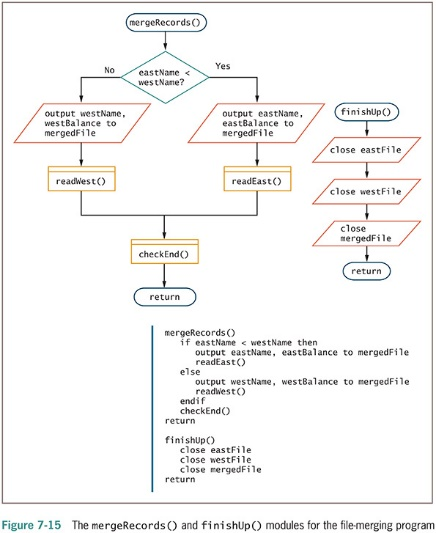 mergeRecords()
No
eastName <
westName?
Yes
output westName,
westBalance to
mergedFile
output eastName,
eastBalance to
mergedFile
readWest()
readEast()
checkEnd()
return
finishUp()
close eastFile
close westFile
close
mergedFile
return
mergeRecords()
if eastName < westName then
output eastName, eastBalance to mergedFile
readEast()
else
output westName, westBalance to mergedFile
readWest()
endif
checkEnd()
return
finishUp()
close eastFile
close westFile
close mergedFile
return
Figure 7-15 The mergeRecords() and finishUp() modules for the file-merging program